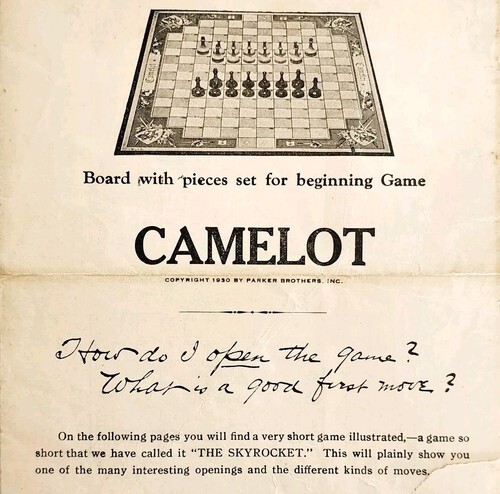 Board with pieces set for beginning Game
CAMELOT
COPYRIGHT 1930 BY PARKER BROTHERS, INC.
How do I open the game?
What is a good first move?
On the following pages you will find a very short game illustrated,—a game so
short that we have called it "THE SKYROCKET." This will plainly show you
one of the many interesting openings and the different kinds of moves.